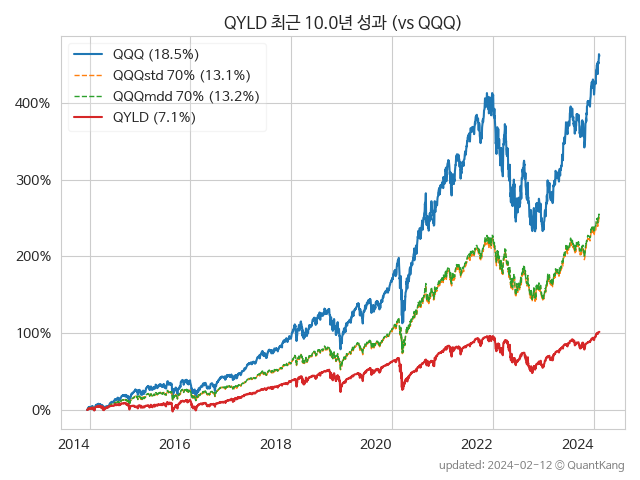 QYLD 최근 10.0년 성과 (vs QQQ)
QQQ (18.5%)
QQQstd 70% (13.1%)
QQQmdd 70% (13.2%)
QYLD (7.1%)
400%
300%
200%
100%
0%
2014 2016 2018 2020 2022 2024
updated: 2024-02-12 © QuantKang